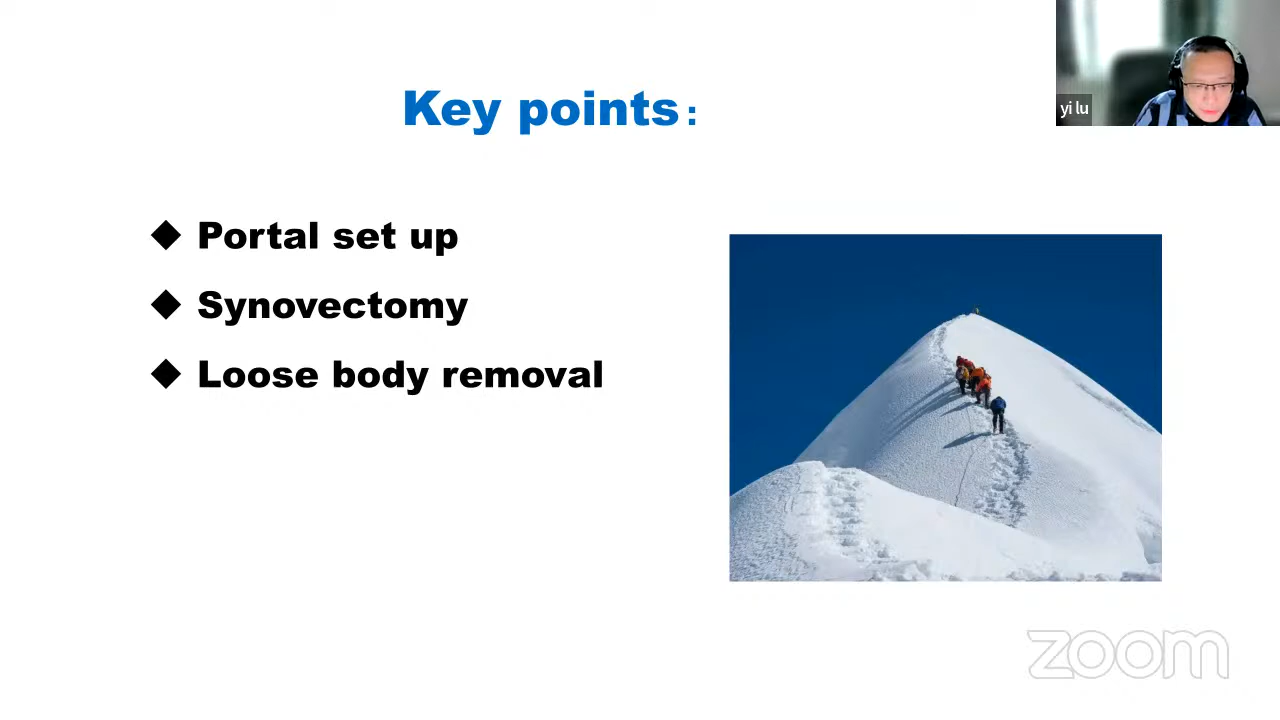 Key points：
◆ Portal set up
◆ Synovectomy
◆ Loose body removal
yi lu
zoom